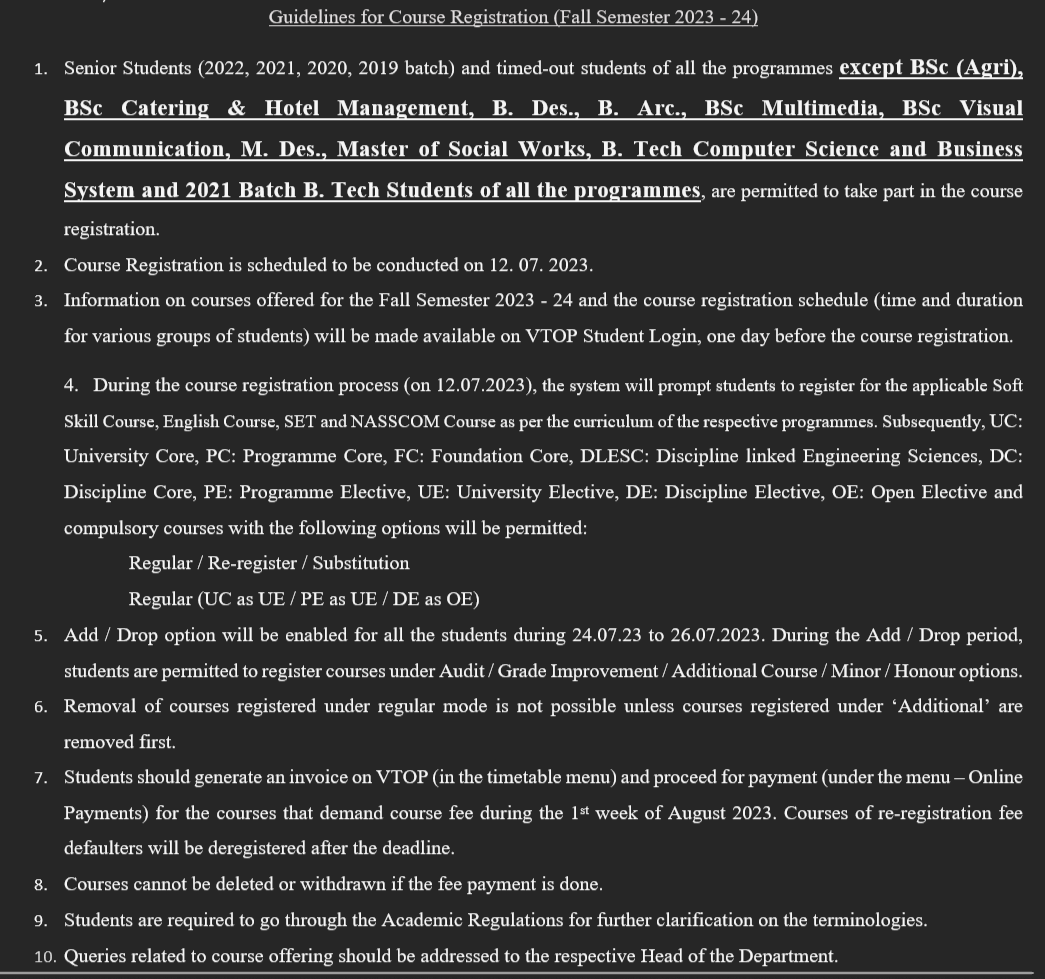 Guidelines for Course Registration (Fall Semester 2023 - 24)
1. Senior Students (2022, 2021, 2020, 2019 batch) and timed-out students of all the programmes except BSc (Agri),
BSc Catering & Hotel Management, B. Des., B. Arc., BSc Multimedia, BSc Visual
Communication, M. Des., Master of Social Works, B. Tech Computer Science and Business
System and 2021 Batch B. Tech Students of all the programmes, are permitted to take part in the course
registration.
2. Course Registration is scheduled to be conducted on 12. 07. 2023.
3. Information on courses offered for the Fall Semester 2023 - 24 and the course registration schedule (time and duration
for various groups of students) will be made available on VTOP Student Login, one day before the course registration.
4. During the course registration process (on 12.07.2023), the system will prompt students to register for the applicable Soft
Skill Course, English Course, SET and NASSCOM Course as per the curriculum of the respective programmes. Subsequently, UC:
University Core, PC: Programme Core, FC: Foundation Core, DLESC: Discipline linked Engineering Sciences, DC:
Discipline Core, PE: Programme Elective, UE: University Elective, DE: Discipline Elective, OE: Open Elective and
compulsory courses with the following options will be permitted:
Regular / Re-register / Substitution
Regular (UC as UE / PE as UE / DE as OE)
5. Add / Drop option will be enabled for all the students during 24.07.23 to 26.07.2023. During the Add / Drop period,
students are permitted to register courses under Audit / Grade Improvement / Additional Course / Minor / Honour options.
6. Removal of courses registered under regular mode is not possible unless courses registered under ‘Additional’ are
removed first.
7. Students should generate an invoice on VTOP (in the timetable menu) and proceed for payment (under the menu – Online
Payments) for the courses that demand course fee during the 1st week of August 2023. Courses of re-registration fee
defaulters will be deregistered after the deadline.
8. Courses cannot be deleted or withdrawn if the fee payment is done.
9. Students are required to go through the Academic Regulations for further clarification on the terminologies.
10. Queries related to course offering should be addressed to the respective Head of the Department.